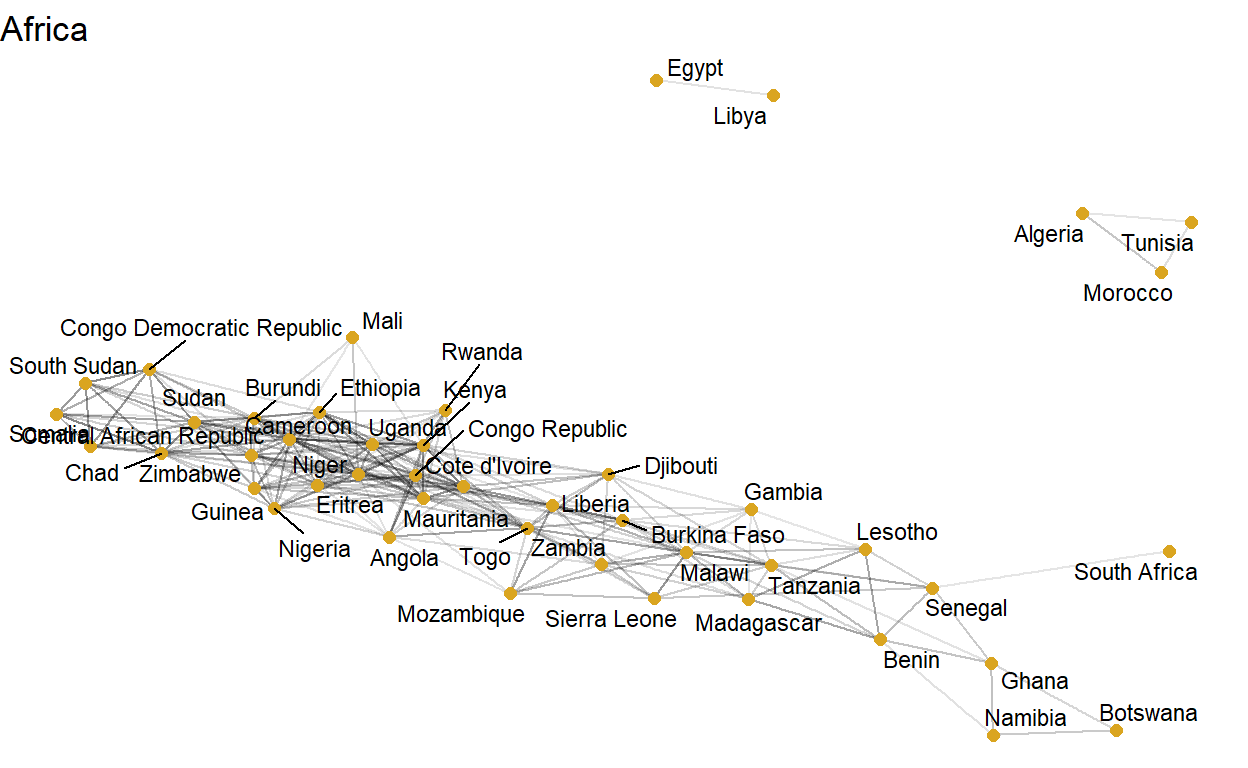 Africa
Egypt
Libya
Algeria
Tunisia
Morocco
Mali
Congo Democratic Republic
Rwanda
South Sudan
Burundi
Ethiopia
Kenya
Sudan
Cameroon
Uganda
Congo Republic
Somalia
Central African Republic
Chad
Zimbabwe
Niger
Cote d'Ivoire
Djibouti
Guinea
Eritrea
Mauritania
Liberia
Gambia
Nigeria
Angola
Togo
Zambia
Burkina Faso
Lesotho
Malawi
Tanzania
South Africa
Mozambique
Sierra Leone
Madagascar
Senegal
Benin
Ghana
Namibia
Botswana